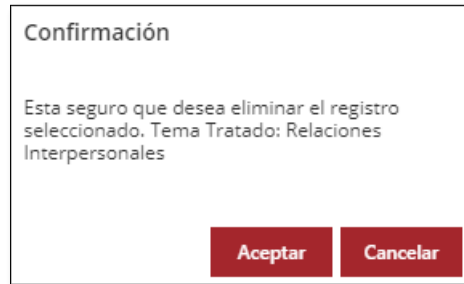 Confirmación
Esta seguro que desea eliminar el registro
seleccionado. Tema Tratado: Relaciones
Interpersonales
Aceptar
Cancelar